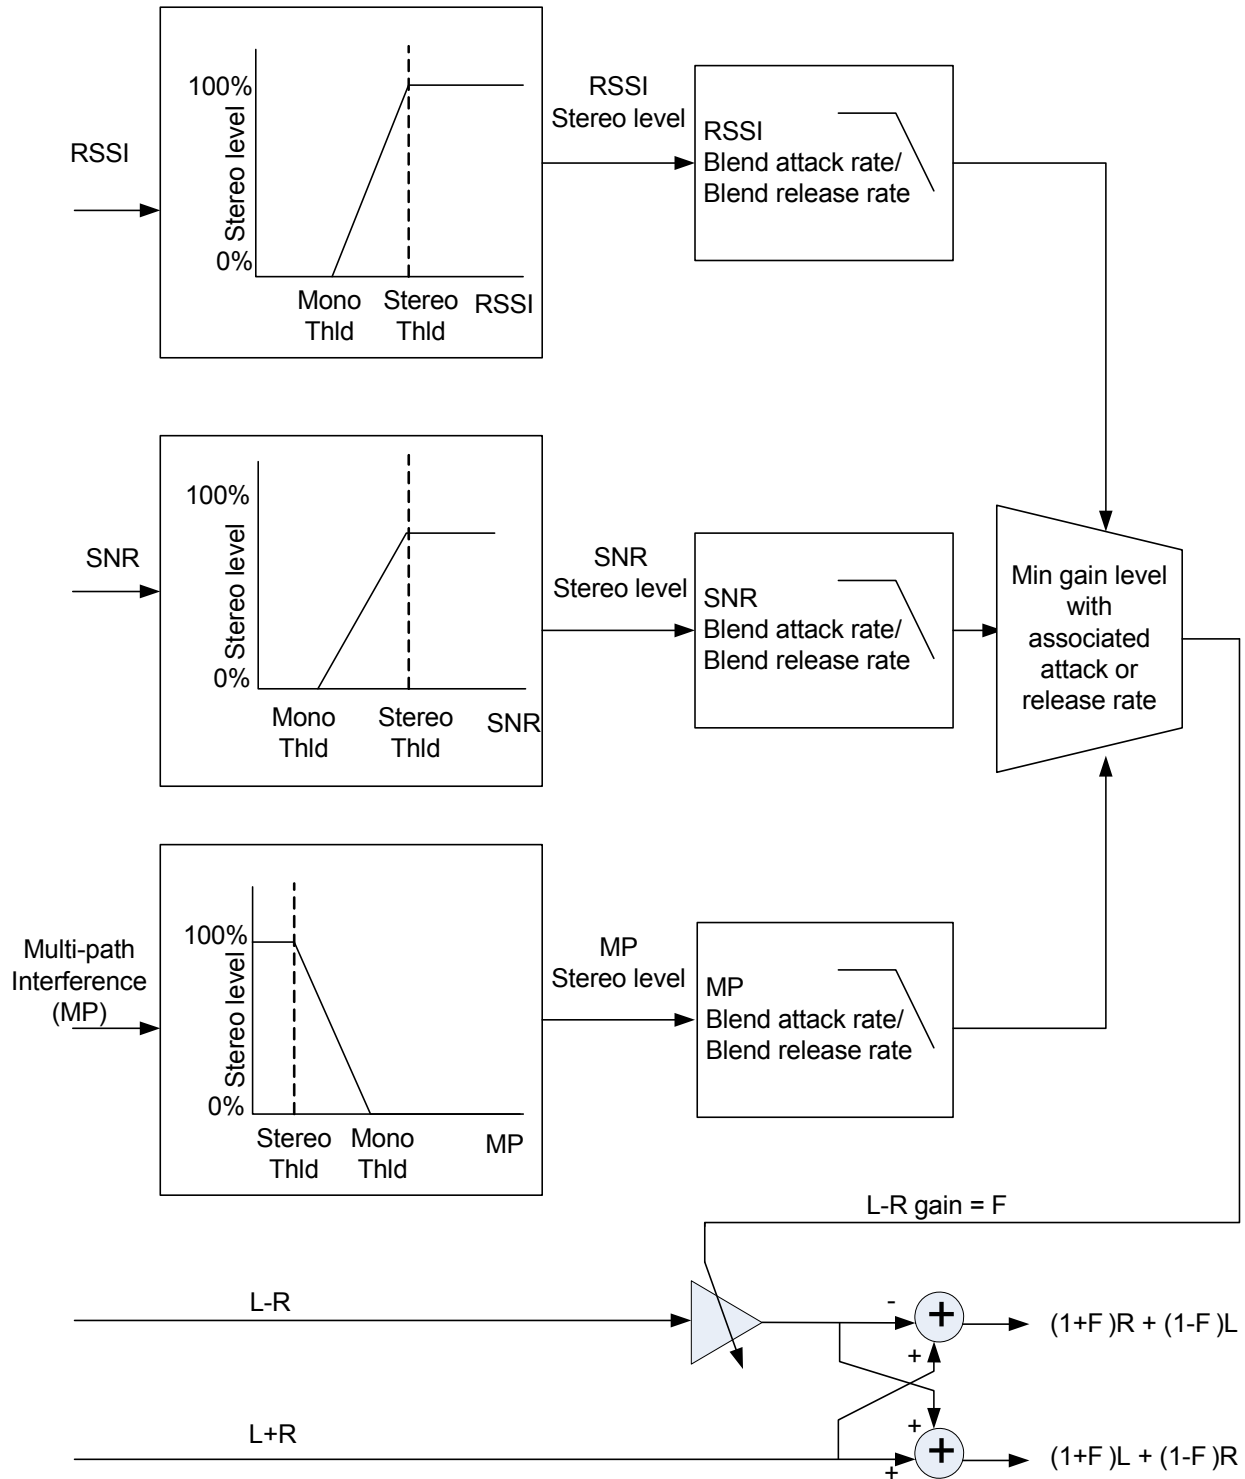 RSSI
100%
Stereo level
0%
Mono
Thld
Stereo
Thld
RSSI
RSSI
Stereo level
RSSI
Blend attack rate/
Blend release rate
SNR
100%
Stereo level
0%
Mono
Thld
Stereo
Thld
SNR
SNR
Stereo level
SNR
Blend attack rate/
Blend release rate
Min gain level
with
associated
attack or
release rate
Multi-path
Interference
(MP)
100%
Stereo level
0%
Stereo
Thld
Mono
Thld
MP
MP
Stereo level
MP
Blend attack rate/
Blend release rate
L-R gain = F
L-R
-
+
+
(1+F )R + (1-F )L
L+R
+
+
+
(1+F )L + (1-F )R